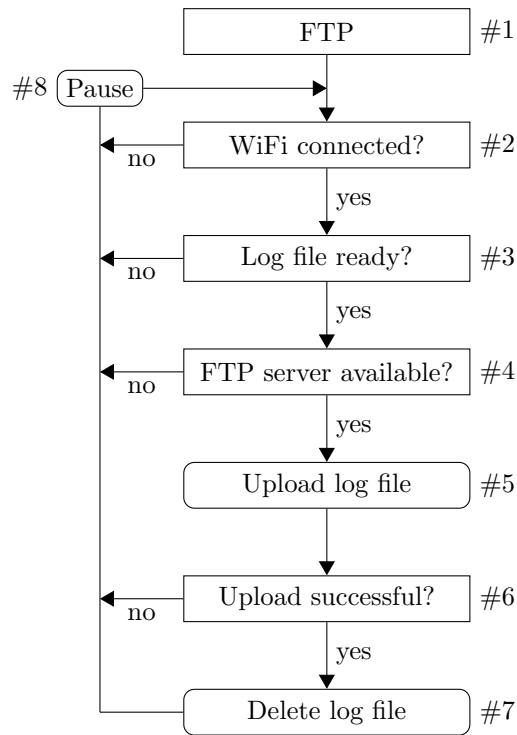 FTP #1
#8 Pause
WiFi connected? #2
no
yes
Log file ready? #3
no
yes
FTP server available? #4
no
yes
Upload log file #5
Upload successful? #6
no
yes
Delete log file #7